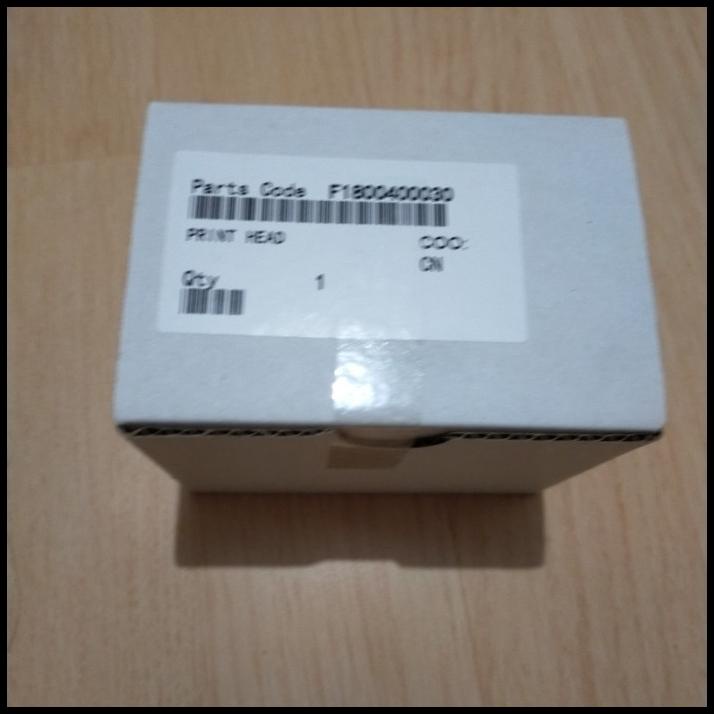 Parts Code F1800400030
PRINT HEAD COO:
CN
Qty 1